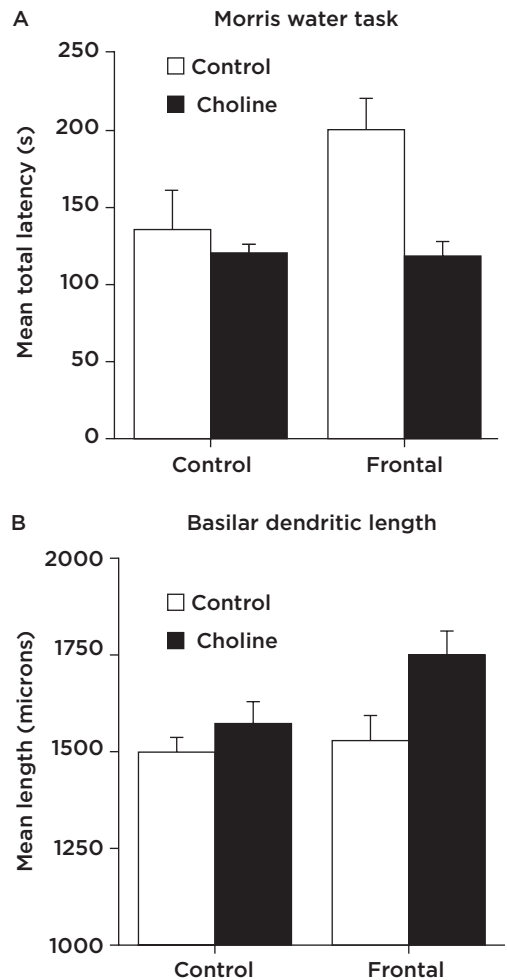 A
Morris water task
Mean total latency (s)
250
200
150
100
50
0
Control
Choline
Control
Frontal
B
Basilar dendritic length
Mean length (microns)
2000
1750
1500
1250
1000
Control
Choline
Control
Frontal